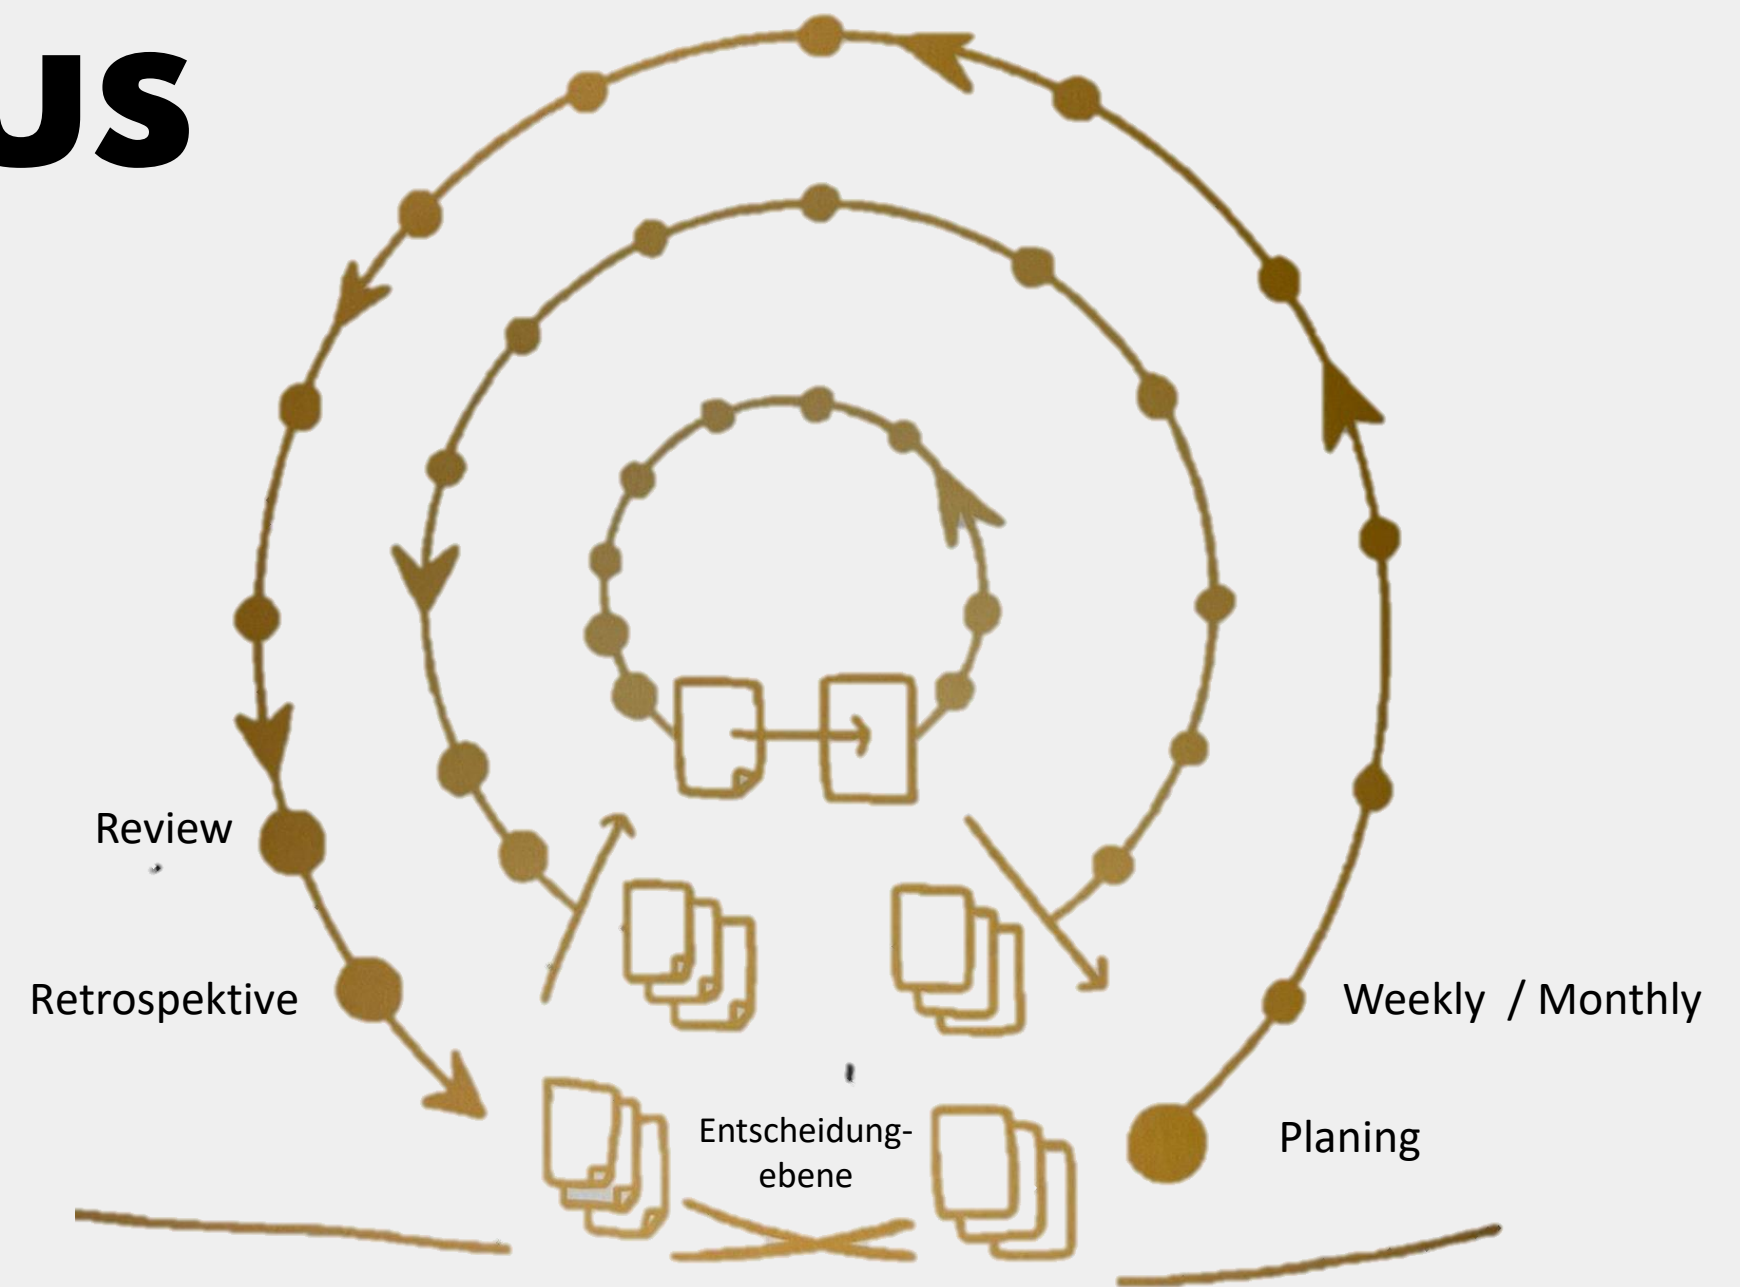 us
Review
Retrospektive
Weekly / Monthly
Entscheidung-
ebene
Planing